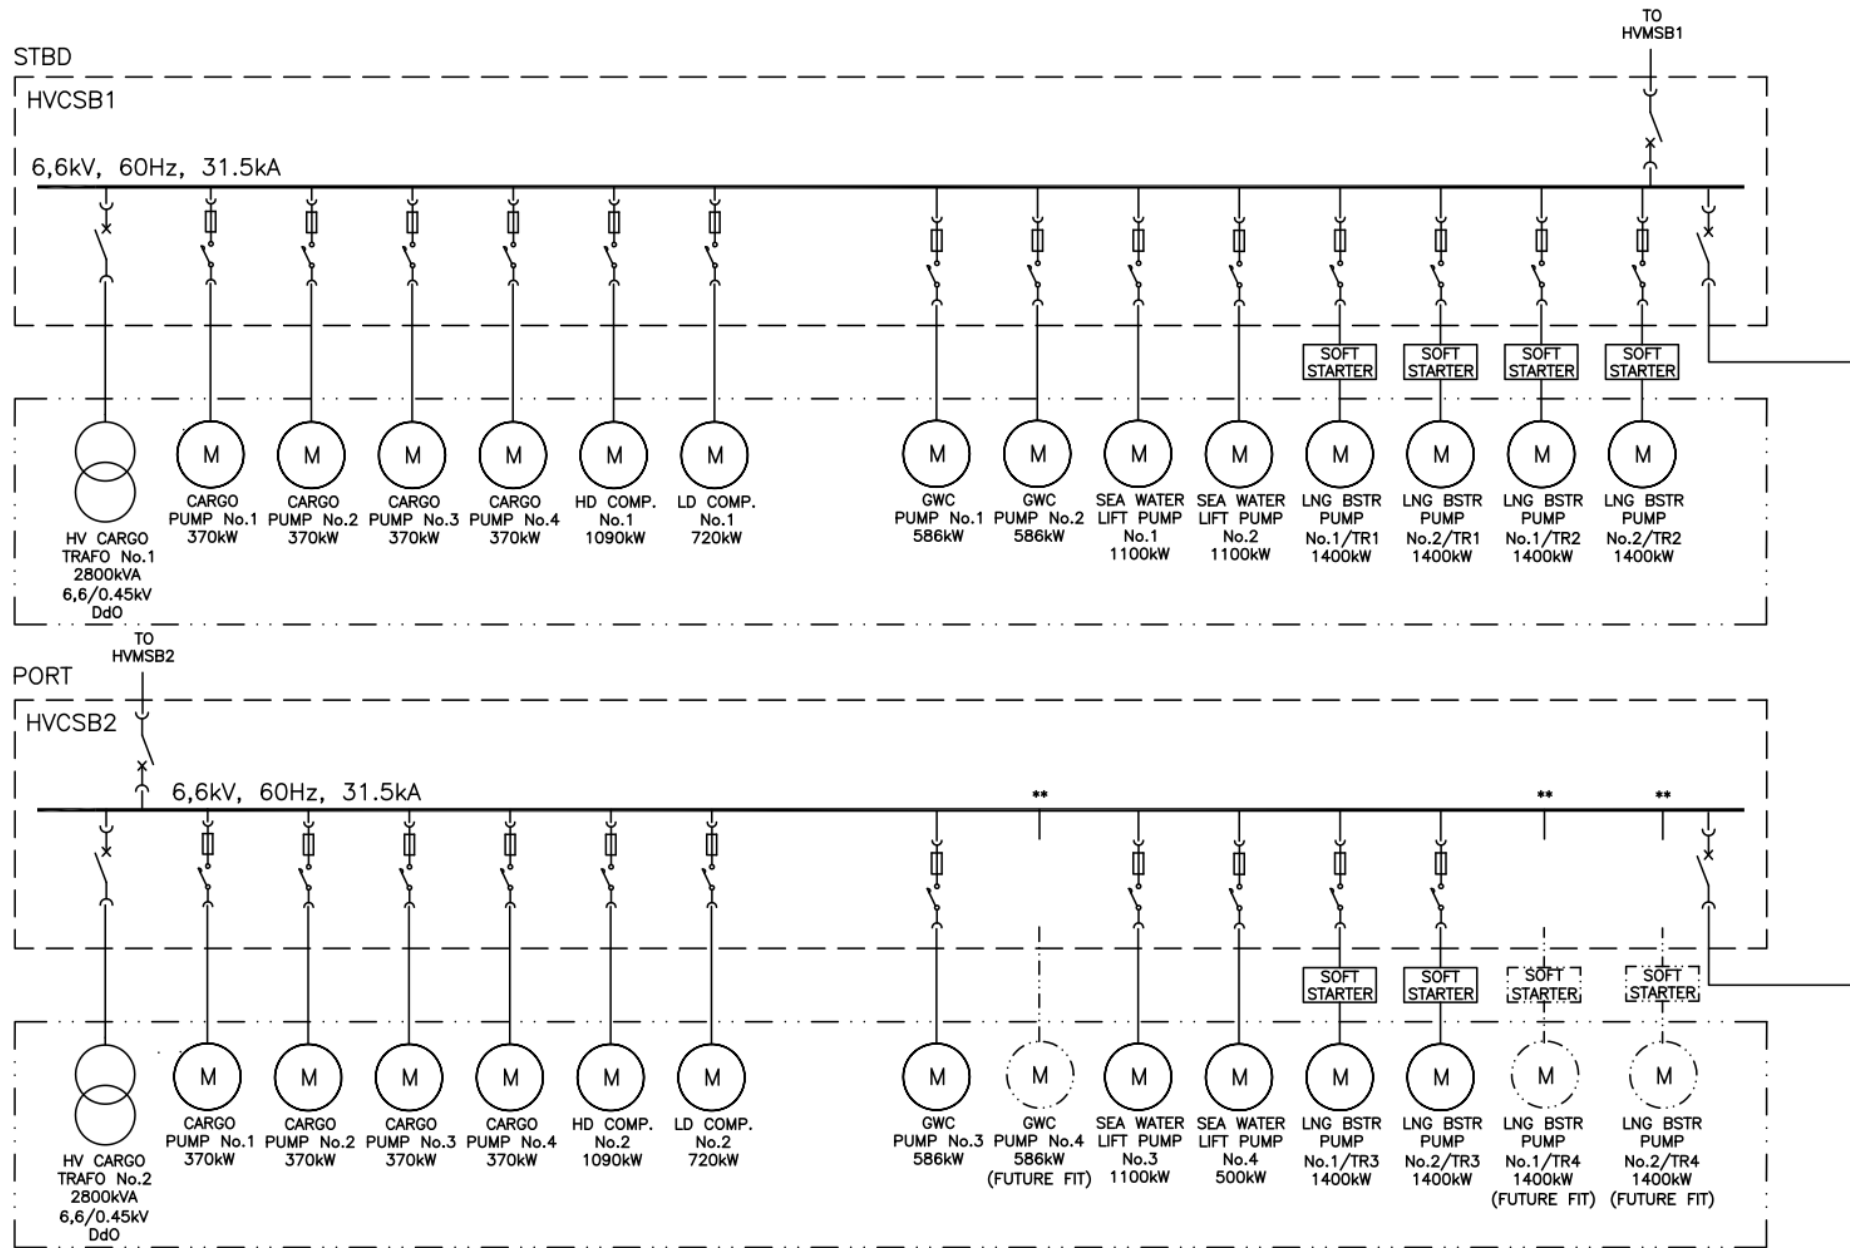 TO
HVMSB1
STBD
HVCSB1
6,6kV, 60Hz, 31.5kA
SOFT
STARTER
SOFT
STARTER
SOFT
STARTER
SOFT
STARTER
HV CARGO
TRAFO No.1
2800kVA
6,6/0.45kV
Dd0
M
CARGO
PUMP No.1
370kW
M
CARGO
PUMP No.2
370kW
M
CARGO
PUMP No.3
370kW
M
CARGO
PUMP No.4
370kW
M
HD COMP.
No.1
1090kW
M
LD COMP.
No.1
720kW
M
GWC
PUMP No.1
586kW
M
GWC
PUMP No.2
586kW
M
SEA WATER
LIFT PUMP
No.1
1100kW
M
SEA WATER
LIFT PUMP
No.2
1100kW
M
LNG BSTR
PUMP
No.1/TR1
1400kW
M
LNG BSTR
PUMP
No.2/TR1
1400kW
M
LNG BSTR
PUMP
No.1/TR2
1400kW
M
LNG BSTR
PUMP
No.2/TR2
1400kW
TO
HVMSB2
PORT
HVCSB2
6,6kV, 60Hz, 31.5kA
**
**
**
SOFT
STARTER
SOFT
STARTER
SOFT
STARTER
SOFT
STARTER
HV CARGO
TRAFO No.2
2800kVA
6,6/0.45kV
Dd0
M
CARGO
PUMP No.1
370kW
M
CARGO
PUMP No.2
370kW
M
CARGO
PUMP No.3
370kW
M
CARGO
PUMP No.4
370kW
M
HD COMP.
No.2
1090kW
M
LD COMP.
No.2
720kW
M
GWC
PUMP No.3
586kW
M
GWC
PUMP No.4
586kW
(FUTURE FIT)
M
SEA WATER
LIFT PUMP
No.3
1100kW
M
SEA WATER
LIFT PUMP
No.4
500kW
M
LNG BSTR
PUMP
No.1/TR3
1400kW
M
LNG BSTR
PUMP
No.2/TR3
1400kW
M
LNG BSTR
PUMP
No.1/TR4
1400kW
(FUTURE FIT)
M
LNG BSTR
PUMP
No.2/TR4
1400kW
(FUTURE FIT)